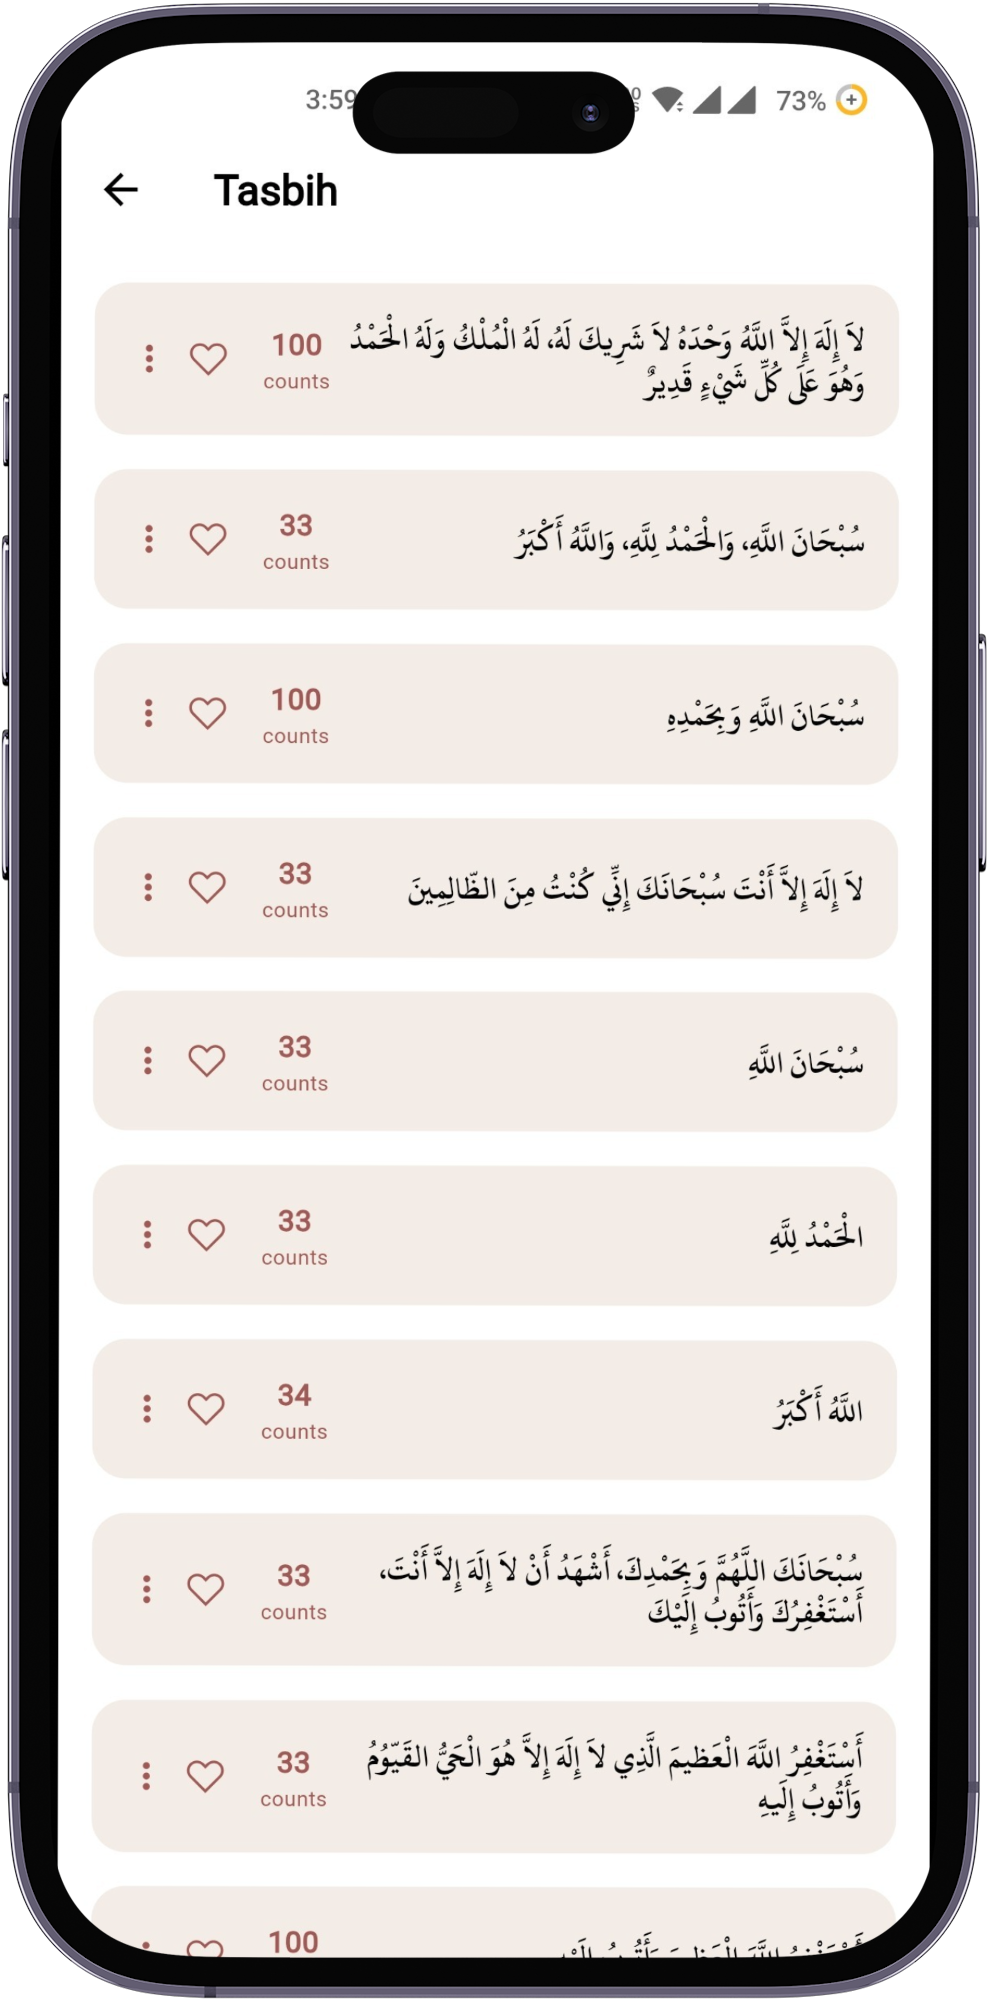 3:59
73%
Tasbih
لاَ إِلَهَ إِلاَّ اللَّهُ وَحْدَهُ لاَ شَرِيكَ لَهُ، لَهُ الْمُلْكُ وَلَهُ الْحَمْدُ
وَهُوَ عَلَى كُلِّ شَيْءٍ قَدِيرٌ
100
counts
سُبْحَانَ اللَّهِ، وَالْحَمْدُ لِلَّهِ، وَاللَّهُ أَكْبَرُ
33
counts
سُبْحَانَ اللَّهِ وَبِحَمْدِهِ
100
counts
لاَ إِلَهَ إِلاَّ أَنْتَ سُبْحَانَكَ إِنِّي كُنْتُ مِنَ الظَّالِمِينَ
33
counts
سُبْحَانَ اللَّهِ
33
counts
الْحَمْدُ لِلَّهِ
33
counts
اللَّهُ أَكْبَرُ
34
counts
سُبْحَانَكَ اللَّهُمَّ وَبِحَمْدِكَ، أَشْهَدُ أَنْ لاَ إِلَهَ إِلاَّ أَنْتَ،
أَسْتَغْفِرُكَ وَأَتُوبُ إِلَيْكَ
33
counts
أَسْتَغْفِرُ اللَّهَ الْعَظِيمَ الَّذِي لاَ إِلَهَ إِلاَّ هُوَ الْحَيُّ القَيّوُمُ
وَأَتُوبُ إِلَيهِ
33
counts
100